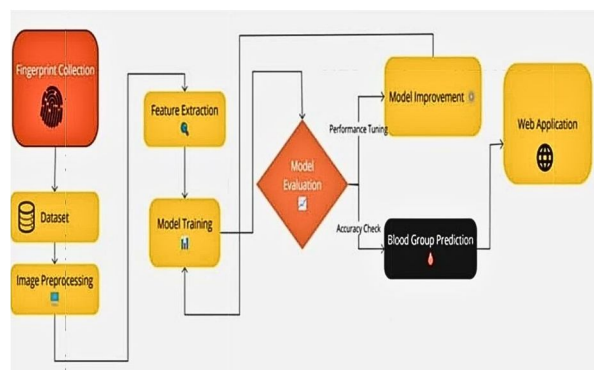 Fingerprint Collection
Dataset
Image Preprocessing
Feature Extraction
Model Training
Model
Evaluation
Performance Tuning
Accuracy Check
Model Improvement
Blood Group Prediction
Web Application